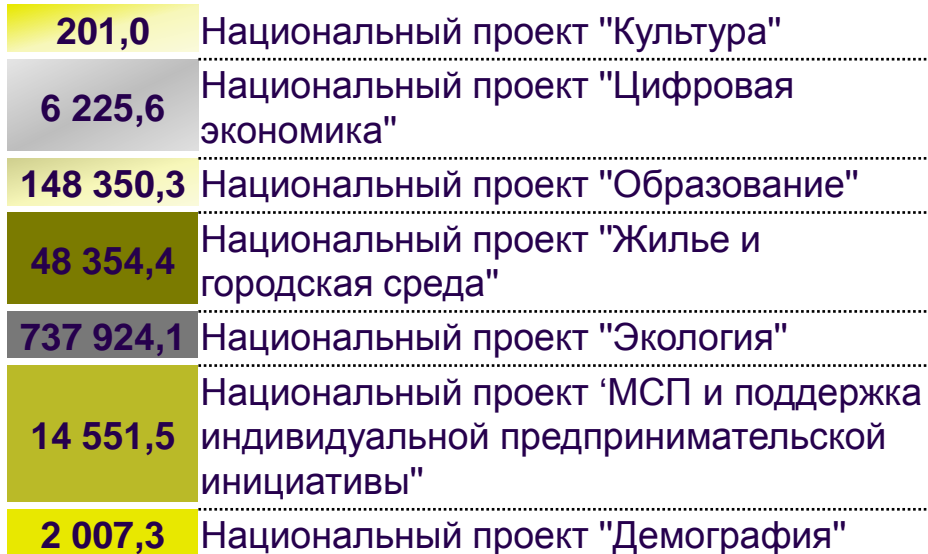 201,0 Национальный проект "Культура"
6 225,6 Национальный проект "Цифровая
экономика"
148 350,3 Национальный проект "Образование"
48 354,4 Национальный проект "Жилье и
городская среда"
737 924,1 Национальный проект "Экология"
Национальный проект ‘МСП и поддержка
14 551,5 индивидуальной предпринимательской
инициативы"
2 007,3 Национальный проект "Демография"